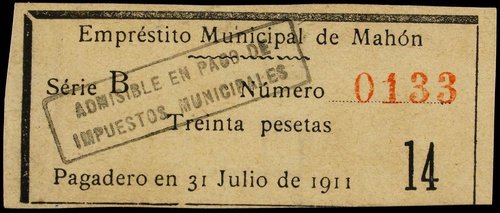 Empréstito Municipal de Mahón
Série B Número 0133
ADMISIBLE EN PAGO DE
IMPUESTOS MUNICIPALES
Treinta pesetas
14
Pagadero en 31 Julio de 1911